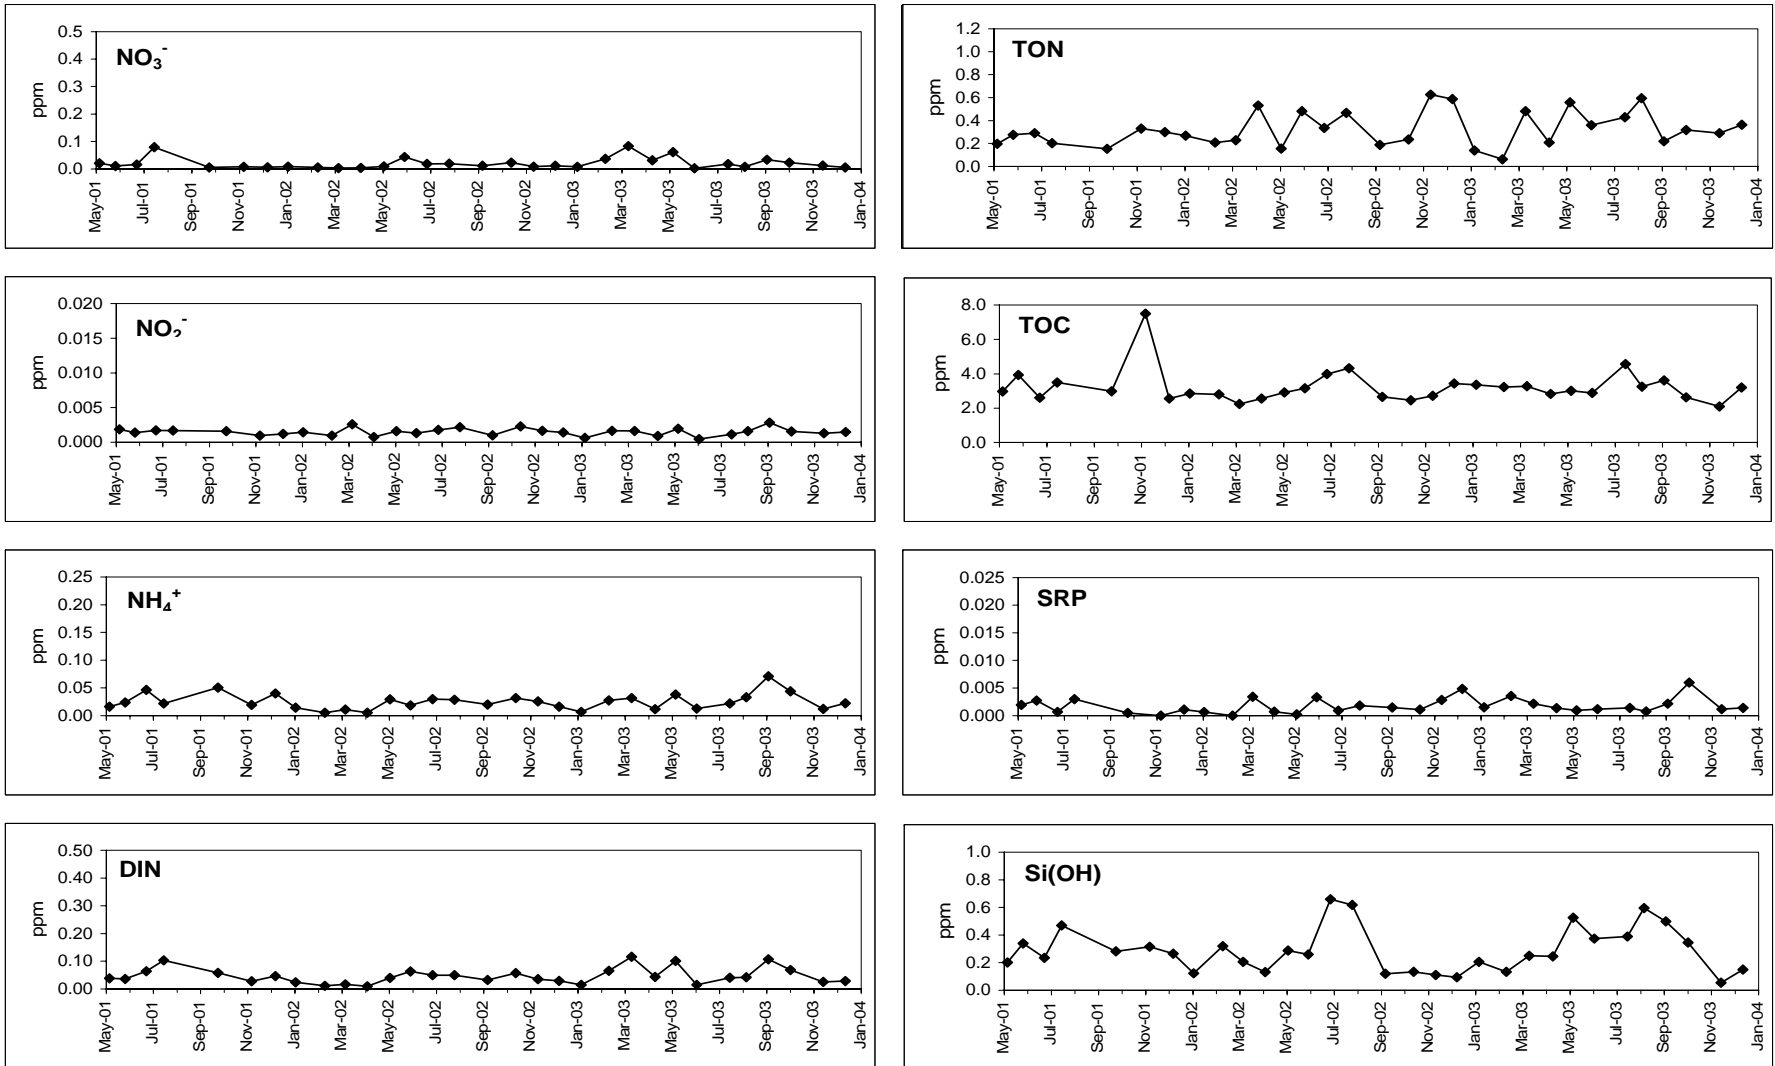 NO₃⁻
ppm
0.5
0.4
0.3
0.2
0.1
0.0
May-01
Jul-01
Sep-01
Nov-01
Jan-02
Mar-02
May-02
Jul-02
Sep-02
Nov-02
Jan-03
Mar-03
May-03
Jul-03
Sep-03
Nov-03
Jan-04
TON
ppm
1.2
1.0
0.8
0.6
0.4
0.2
0.0
May-01
Jul-01
Sep-01
Nov-01
Jan-02
Mar-02
May-02
Jul-02
Sep-02
Nov-02
Jan-03
Mar-03
May-03
Jul-03
Sep-03
Nov-03
Jan-04
NO₂⁻
ppm
0.020
0.015
0.010
0.005
0.000
May-01
Jul-01
Sep-01
Nov-01
Jan-02
Mar-02
May-02
Jul-02
Sep-02
Nov-02
Jan-03
Mar-03
May-03
Jul-03
Sep-03
Nov-03
Jan-04
TOC
ppm
8.0
6.0
4.0
2.0
0.0
May-01
Jul-01
Sep-01
Nov-01
Jan-02
Mar-02
May-02
Jul-02
Sep-02
Nov-02
Jan-03
Mar-03
May-03
Jul-03
Sep-03
Nov-03
Jan-04
NH₄⁺
ppm
0.25
0.20
0.15
0.10
0.05
0.00
May-01
Jul-01
Sep-01
Nov-01
Jan-02
Mar-02
May-02
Jul-02
Sep-02
Nov-02
Jan-03
Mar-03
May-03
Jul-03
Sep-03
Nov-03
Jan-04
SRP
ppm
0.025
0.020
0.015
0.010
0.005
0.000
May-01
Jul-01
Sep-01
Nov-01
Jan-02
Mar-02
May-02
Jul-02
Sep-02
Nov-02
Jan-03
Mar-03
May-03
Jul-03
Sep-03
Nov-03
Jan-04
DIN
ppm
0.50
0.40
0.30
0.20
0.10
0.00
May-01
Jul-01
Sep-01
Nov-01
Jan-02
Mar-02
May-02
Jul-02
Sep-02
Nov-02
Jan-03
Mar-03
May-03
Jul-03
Sep-03
Nov-03
Jan-04
Si(OH)
ppm
1.0
0.8
0.6
0.4
0.2
0.0
May-01
Jul-01
Sep-01
Nov-01
Jan-02
Mar-02
May-02
Jul-02
Sep-02
Nov-02
Jan-03
Mar-03
May-03
Jul-03
Sep-03
Nov-03
Jan-04